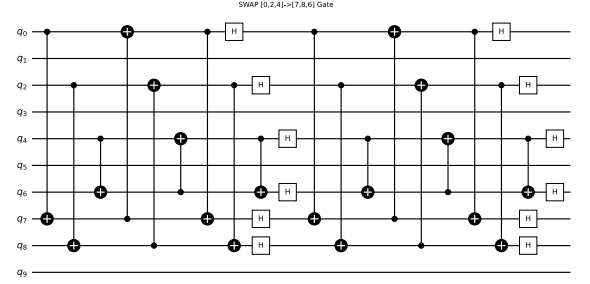 SWAP [0,2,4]->[7,8,6] Gate
q0 H H
q1
q2 H H
q3
q4 H H
q5
q6 H H
q7 H H
q8 H H
q9